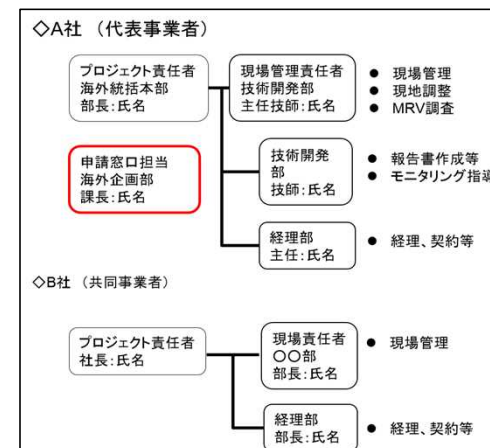 ◇A社 （代表事業者）
プロジェクト責任者
海外統括本部
部長：氏名
現場管理責任者
技術開発部
主任技師：氏名
● 現場管理
● 現地調整
● MRV調査
申請窓口担当
海外企画部
課長：氏名
技術開発
部
技師：氏名
● 報告書作成等
● モニタリング指導
経理部
主任：氏名
● 経理、契約等
◇B社 （共同事業者）
プロジェクト責任者
社長：氏名
現場責任者
〇〇部
部長：氏名
● 現場管理
経理部
部長：氏名
● 経理、契約等